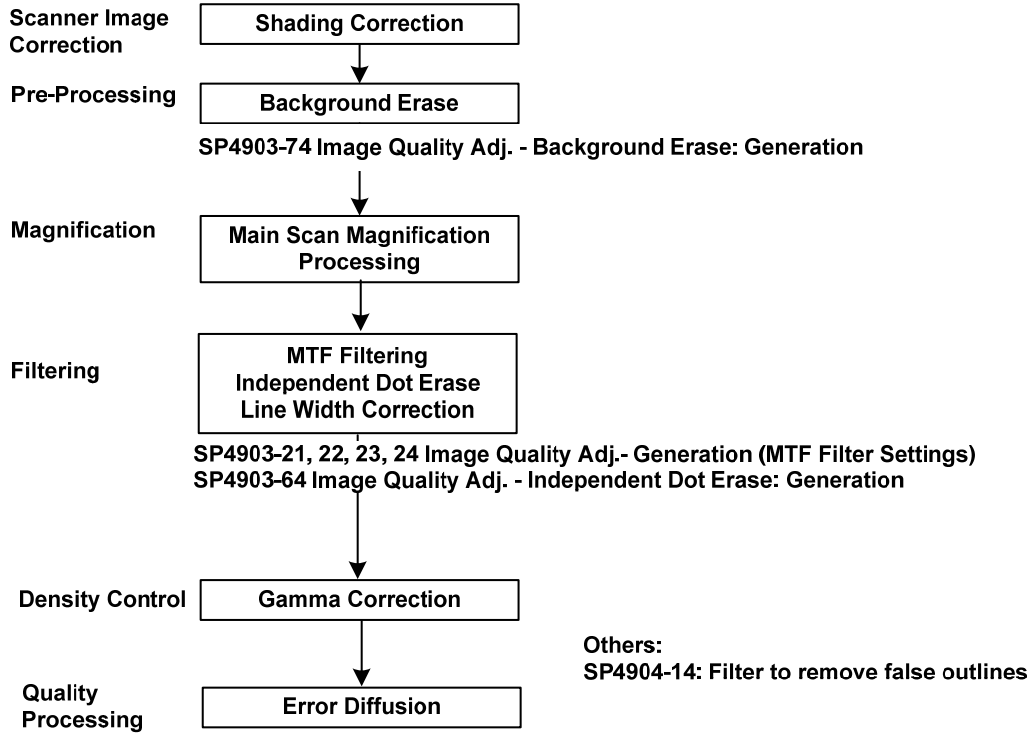 Scanner Image
Correction
Shading Correction
Pre-Processing
Background Erase
SP4903-74 Image Quality Adj. - Background Erase: Generation
Magnification
Main Scan Magnification
Processing
Filtering
MTF Filtering
Independent Dot Erase
Line Width Correction
SP4903-21, 22, 23, 24 Image Quality Adj.- Generation (MTF Filter Settings)
SP4903-64 Image Quality Adj. - Independent Dot Erase: Generation
Density Control
Gamma Correction
Others:
SP4904-14: Filter to remove false outlines
Quality
Processing
Error Diffusion